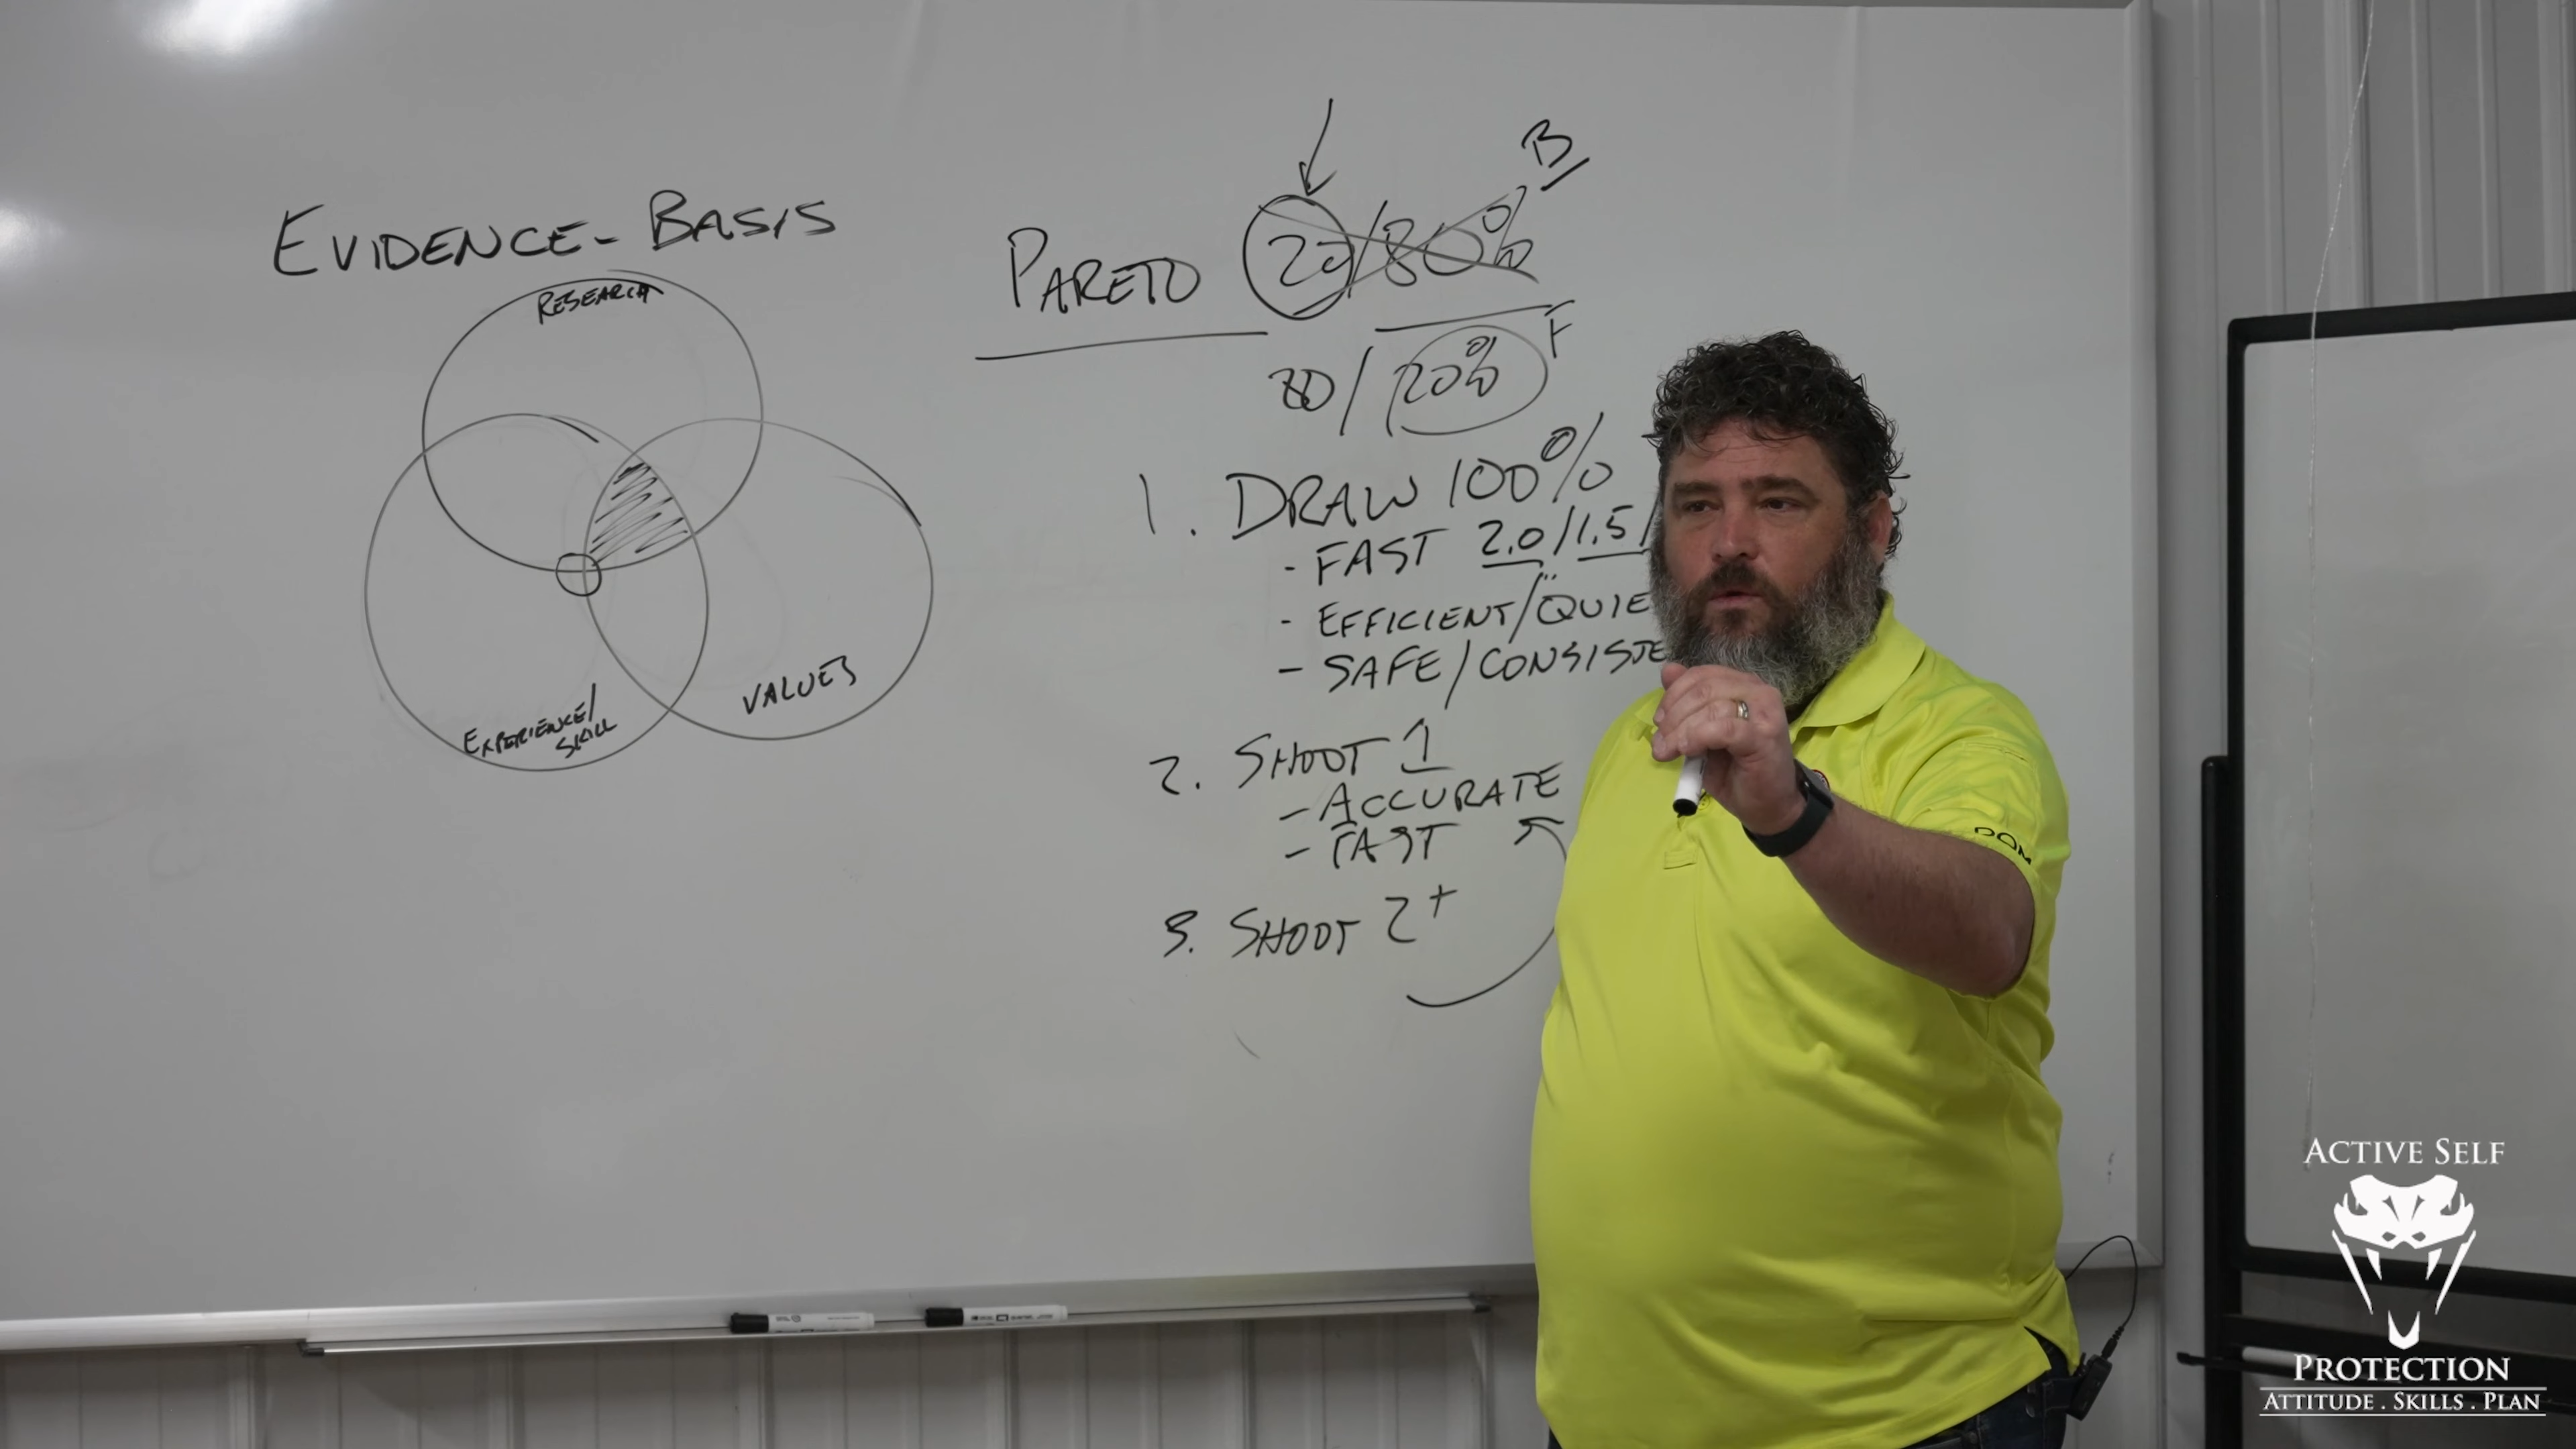 EVIDENCE-BASIS
RESEARCH
EXPERIENCE/
SKILL
VALUES
PARETO 20/80% B
80/20% F
1. DRAW 100%
- FAST 2.0/1.5/
- EFFICIENT/QUIE
- SAFE/CONSISTE
2. SHOOT 1
- ACCURATE
- FAST
3. SHOOT 2+
POM
ACTIVE SELF
PROTECTION
ATTITUDE . SKILLS . PLAN